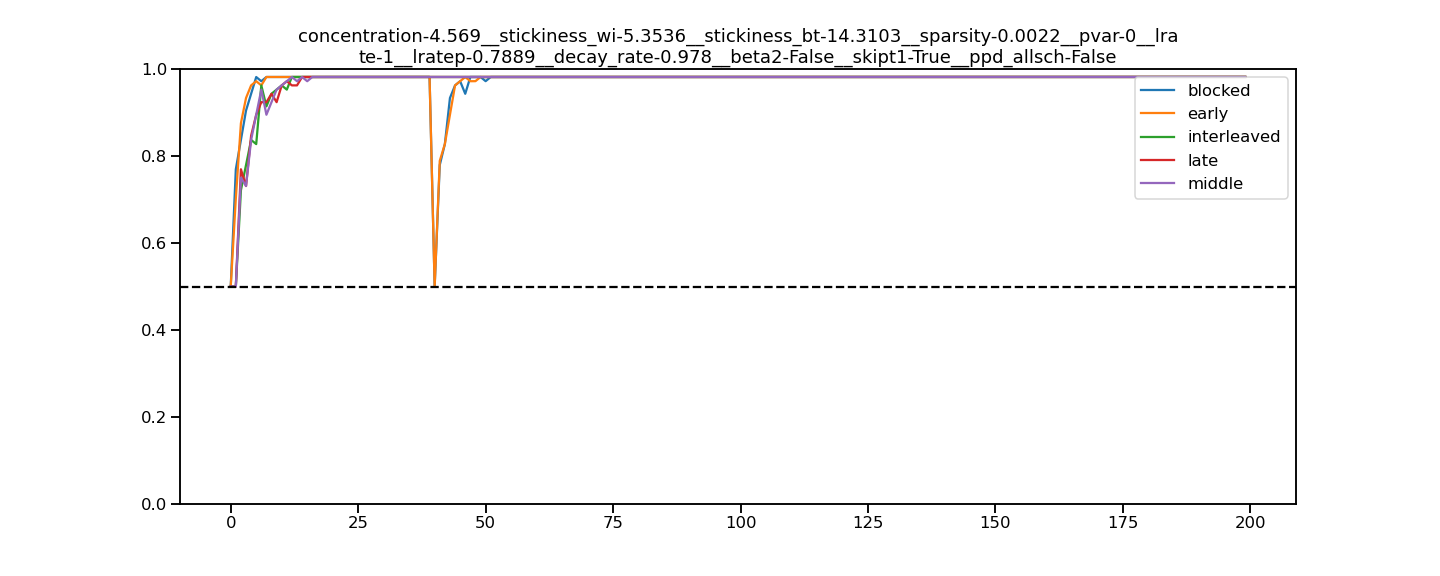 concentration-4.569__stickiness_wi-5.3536__stickiness_bt-14.3103__sparsity-0.0022__pvar-0__lra
te-1__lratep-0.7889__decay_rate-0.978__beta2-False__skipt1-True__ppd_allsch-False
1.0
0.8
0.6
0.4
0.2
0.0
blocked
early
interleaved
late
middle
0 25 50 75 100 125 150 175 200